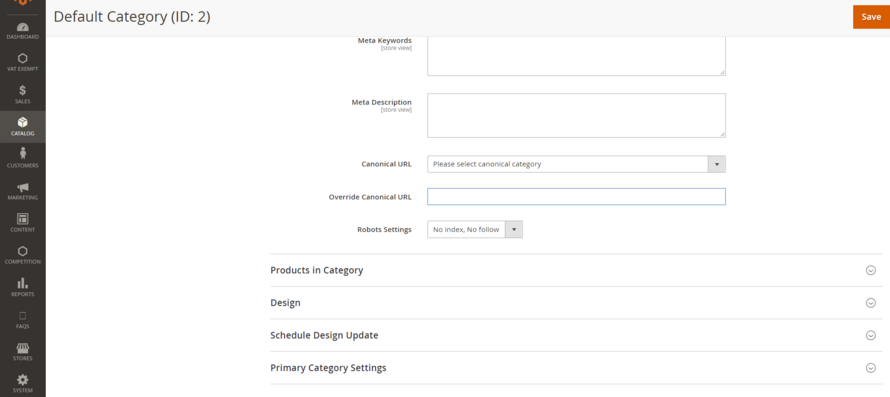 Default Category (ID: 2)
Save
DASHBOARD
VAT EXEMPT
$
SALES
CATALOG
CUSTOMERS
MARKETING
CONTENT
COMPETITION
REPORTS
FAQS
STORES
SYSTEM
Meta Keywords
[store view]
Meta Description
[store view]
Canonical URL
Please select canonical category
Override Canonical URL
Robots Settings
No index, No follow
Products in Category
Design
Schedule Design Update
Primary Category Settings